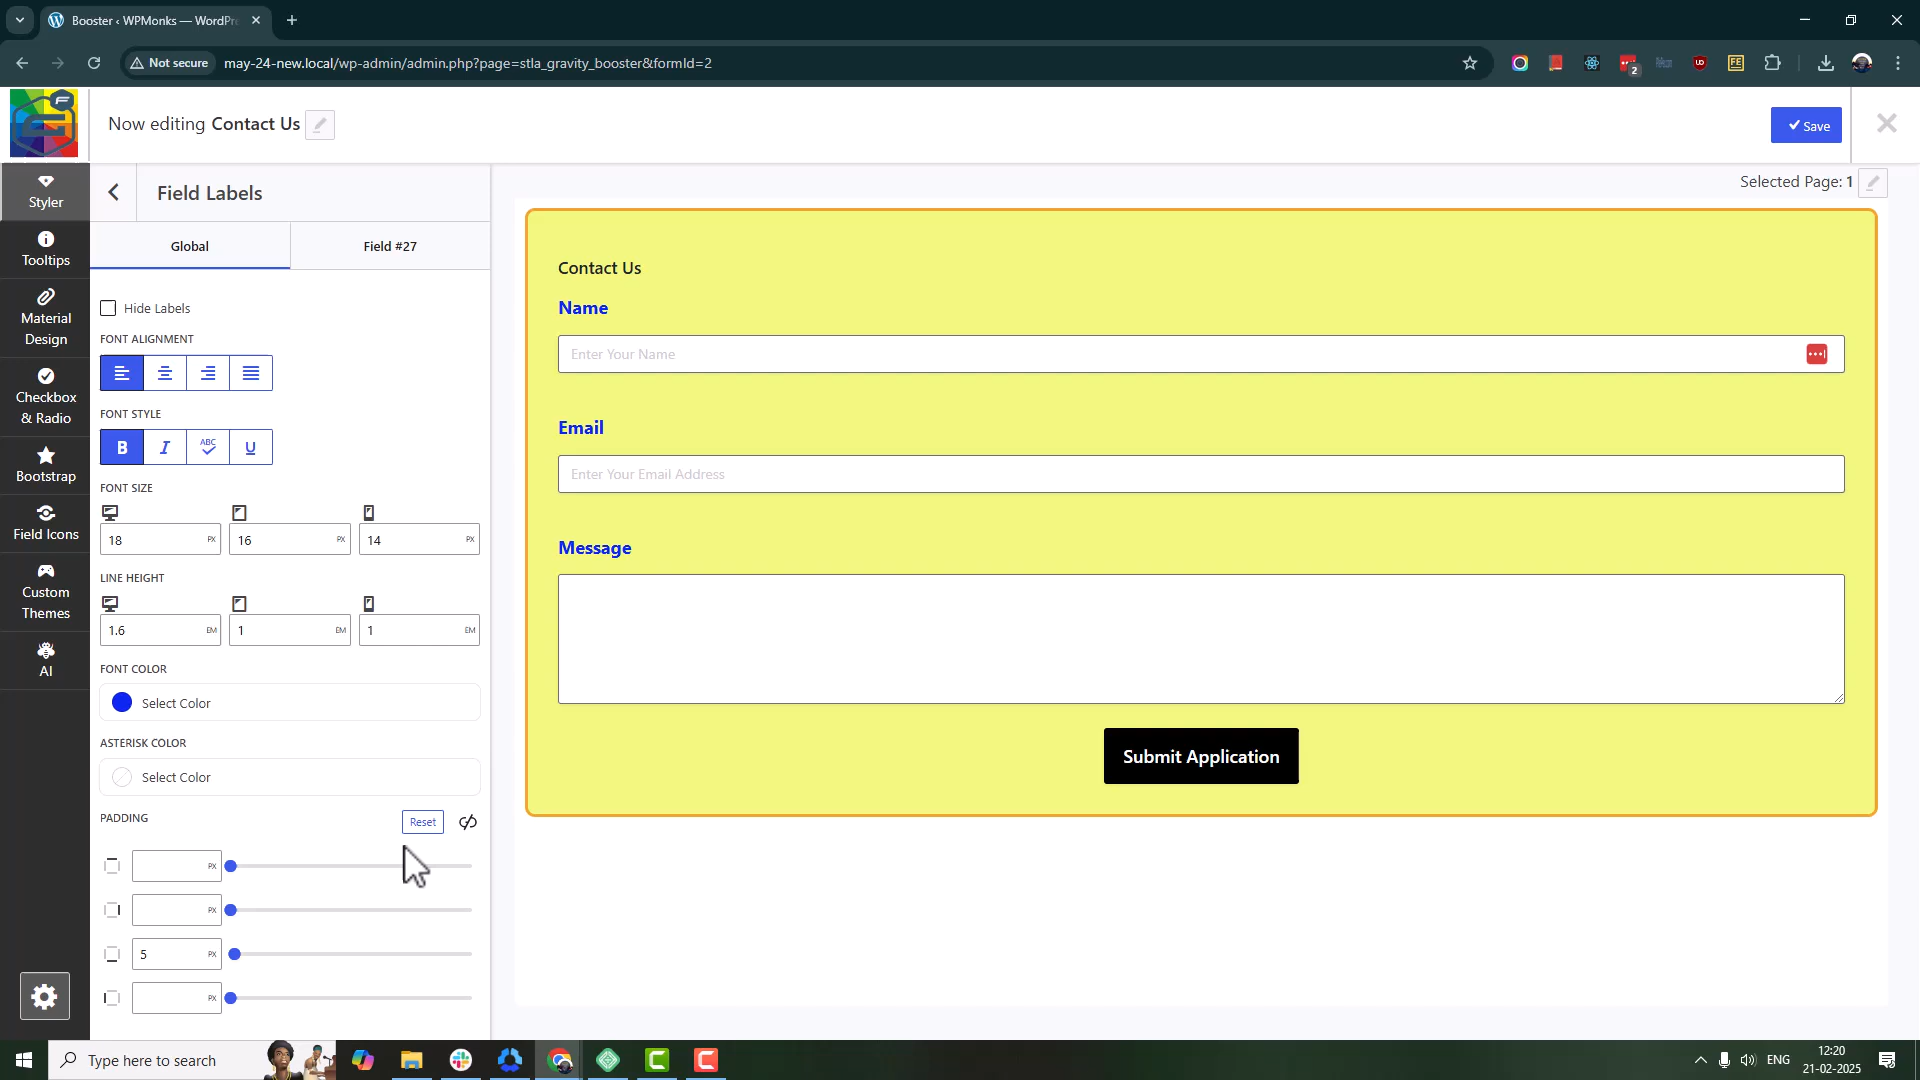 Booster ‹ WPMonks — WordPre
Not secure
may-24-new.local/wp-admin/admin.php?page=stla_gravity_booster&formId=2
2
UD
FE
Now editing Contact Us
Save
Styler
Tooltips
Material
Design
Checkbox
& Radio
Bootstrap
Field Icons
Custom
Themes
AI
Field Labels
Global
Field #27
Hide Labels
FONT ALIGNMENT
FONT STYLE
B
I
ABC
U
FONT SIZE
18 PX
16 PX
14 PX
LINE HEIGHT
1.6 EM
1 EM
1 EM
FONT COLOR
Select Color
ASTERISK COLOR
Select Color
PADDING
Reset
PX
PX
5 PX
PX
Selected Page: 1
Contact Us
Name
Enter Your Name
Email
Enter Your Email Address
Message
Submit Application
Type here to search
ENG
12:20
21-02-2025